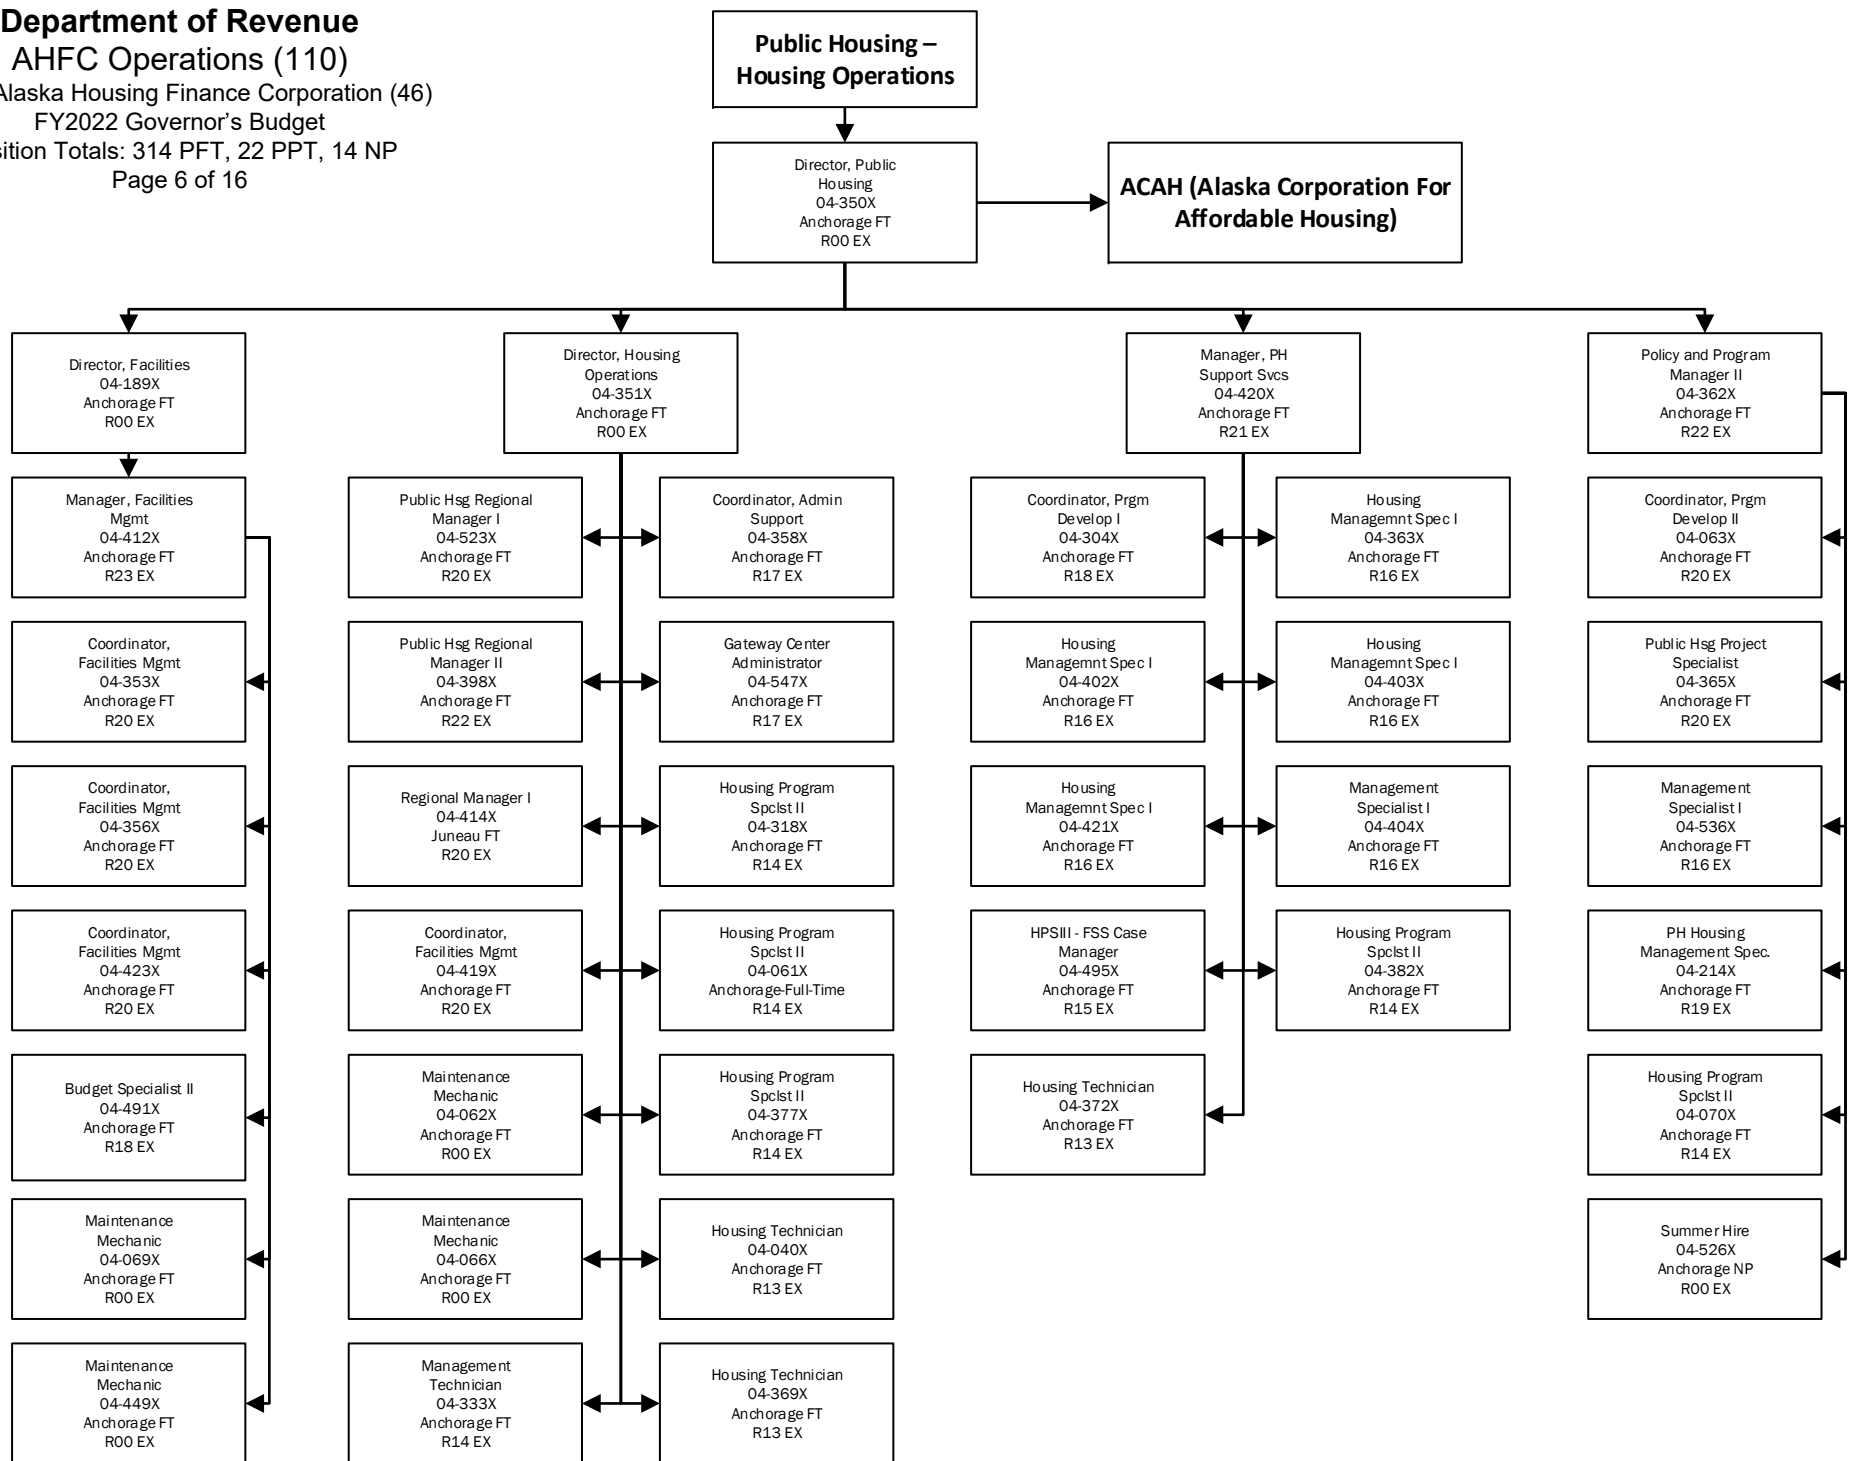 Department of Revenue
AHFC Operations (110)
Alaska Housing Finance Corporation (46)
FY2022 Governor's Budget
ition Totals: 314 PFT, 22 PPT, 14 NP
Page 6 of 16
Public Housing –
Housing Operations
Director, Public
Housing
04-350X
Anchorage FT
R00 EX
ACAH (Alaska Corporation For
Affordable Housing)
Director, Facilities
04-189X
Anchorage FT
R00 EX
Director, Housing
Operations
04-351X
Anchorage FT
R00 EX
Manager, PH
Support Svcs
04-420X
Anchorage FT
R21 EX
Policy and Program
Manager II
04-362X
Anchorage FT
R22 EX
Manager, Facilities
Mgmt
04-412X
Anchorage FT
R23 EX
Public Hsg Regional
Manager I
04-523X
Anchorage FT
R20 EX
Coordinator, Admin
Support
04-358X
Anchorage FT
R17 EX
Coordinator, Prgm
Develop I
04-304X
Anchorage FT
R18 EX
Housing
Managemnt Spec I
04-363X
Anchorage FT
R16 EX
Coordinator, Prgm
Develop II
04-063X
Anchorage FT
R20 EX
Coordinator,
Facilities Mgmt
04-353X
Anchorage FT
R20 EX
Public Hsg Regional
Manager II
04-398X
Anchorage FT
R22 EX
Gateway Center
Administrator
04-547X
Anchorage FT
R17 EX
Housing
Managemnt Spec I
04-402X
Anchorage FT
R16 EX
Housing
Managemnt Spec I
04-403X
Anchorage FT
R16 EX
Public Hsg Project
Specialist
04-365X
Anchorage FT
R20 EX
Coordinator,
Facilities Mgmt
04-356X
Anchorage FT
R20 EX
Regional Manager I
04-414X
Juneau FT
R20 EX
Housing Program
Spclst II
04-318X
Anchorage FT
R14 EX
Housing
Managemnt Spec I
04-421X
Anchorage FT
R16 EX
Management
Specialist I
04-404X
Anchorage FT
R16 EX
Management
Specialist I
04-536X
Anchorage FT
R16 EX
Coordinator,
Facilities Mgmt
04-423X
Anchorage FT
R20 EX
Coordinator,
Facilities Mgmt
04-419X
Anchorage FT
R20 EX
Housing Program
Spclst II
04-061X
Anchorage-Full-Time
R14 EX
HPSIII - FSS Case
Manager
04-495X
Anchorage FT
R15 EX
Housing Program
Spclst II
04-382X
Anchorage FT
R14 EX
PH Housing
Management Spec.
04-214X
Anchorage FT
R19 EX
Budget Specialist II
04-491X
Anchorage FT
R18 EX
Maintenance
Mechanic
04-062X
Anchorage FT
R00 EX
Housing Program
Spclst II
04-377X
Anchorage FT
R14 EX
Housing Technician
04-372X
Anchorage FT
R13 EX
Housing Program
Spclst II
04-070X
Anchorage FT
R14 EX
Maintenance
Mechanic
04-069X
Anchorage FT
R00 EX
Maintenance
Mechanic
04-066X
Anchorage FT
R00 EX
Housing Technician
04-040X
Anchorage FT
R13 EX
Summer Hire
04-526X
Anchorage NP
R00 EX
Maintenance
Mechanic
04-449X
Anchorage FT
R00 EX
Management
Technician
04-333X
Anchorage FT
R14 EX
Housing Technician
04-369X
Anchorage FT
R13 EX